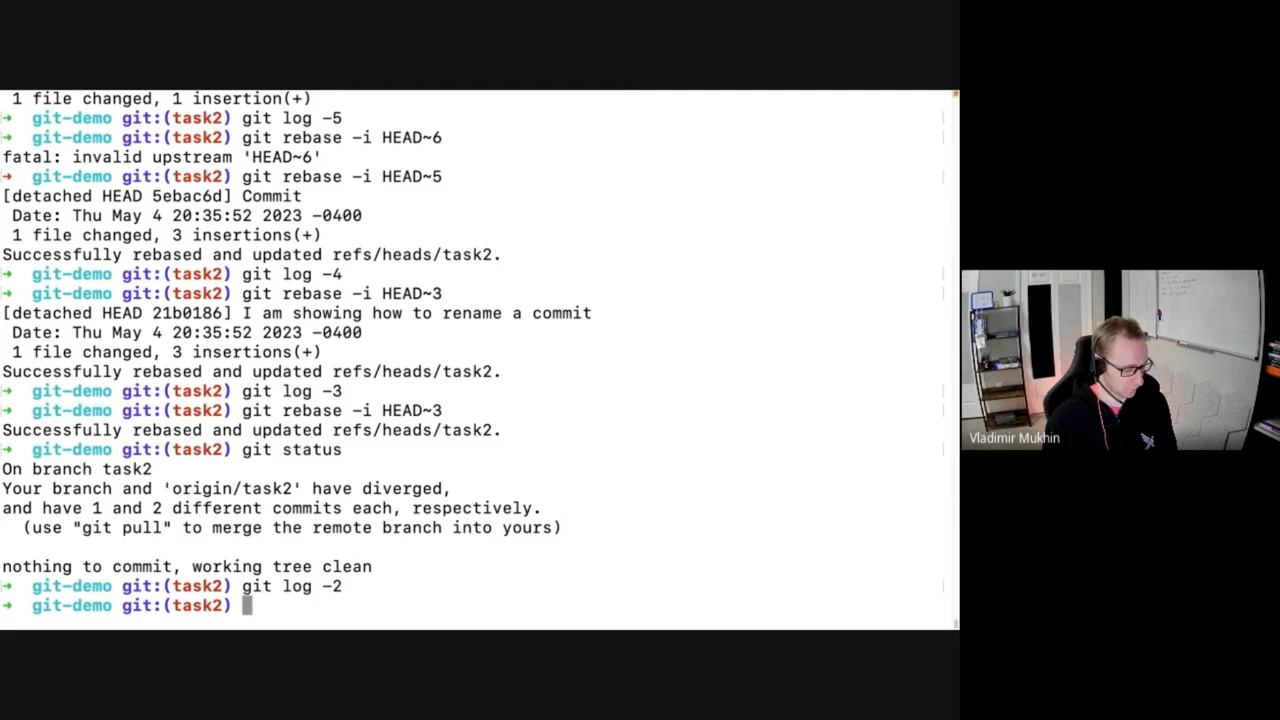 1 file changed, 1 insertion(+)
→ git-demo git:(task2) git log -5
→ git-demo git:(task2) git rebase -i HEAD~6
fatal: invalid upstream 'HEAD~6'
→ git-demo git:(task2) git rebase -i HEAD~5
[detached HEAD 5ebac6d] Commit
Date: Thu May 4 20:35:52 2023 -0400
1 file changed, 3 insertions(+)
Successfully rebased and updated refs/heads/task2.
→ git-demo git:(task2) git log -4
→ git-demo git:(task2) git rebase -i HEAD~3
[detached HEAD 21b0186] I am showing how to rename a commit
Date: Thu May 4 20:35:52 2023 -0400
1 file changed, 3 insertions(+)
Successfully rebased and updated refs/heads/task2.
→ git-demo git:(task2) git log -3
→ git-demo git:(task2) git rebase -i HEAD~3
Successfully rebased and updated refs/heads/task2.
→ git-demo git:(task2) git status
On branch task2
Your branch and 'origin/task2' have diverged,
and have 1 and 2 different commits each, respectively.
(use "git pull" to merge the remote branch into yours)
nothing to commit, working tree clean
→ git-demo git:(task2) git log -2
→ git-demo git:(task2)
Vladimir Mukhin